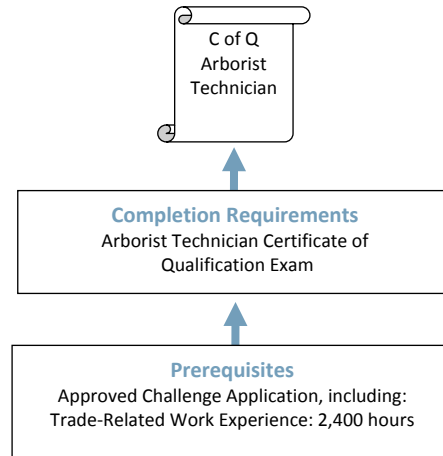 C of Q
Arborist
Technician
Completion Requirements
Arborist Technician Certificate of
Qualification Exam
Prerequisites
Approved Challenge Application, including:
Trade-Related Work Experience: 2,400 hours